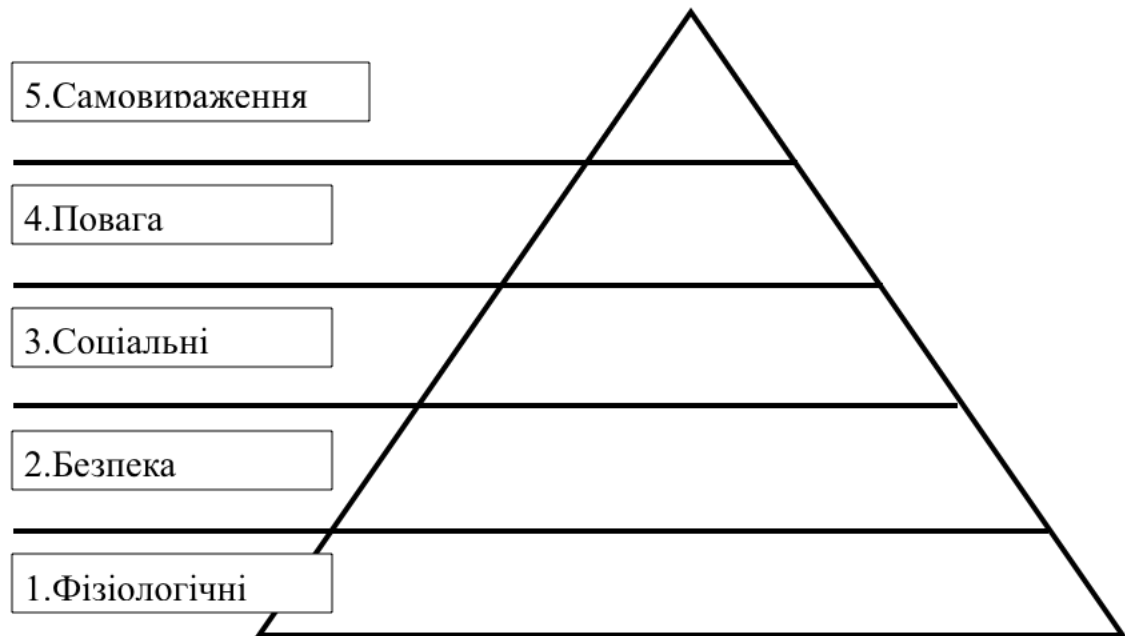 5.Самовираження
4.Повага
3.Соціальні
2.Безпека
1.Фізіологічні